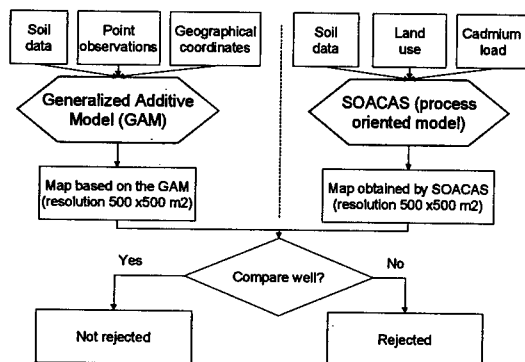 Soil
data
Point
observations
Geographical
coordinates
Soil
data
Land
use
Cadmium
load
Generalized Additive
Model (GAM)
SOACAS (process
oriented model)
Map based on the GAM
(resolution 500 x500 m2)
Map obtained by SOACAS
(resolution 500 x500 m2)
Yes
Compare well?
No
Not rejected
Rejected